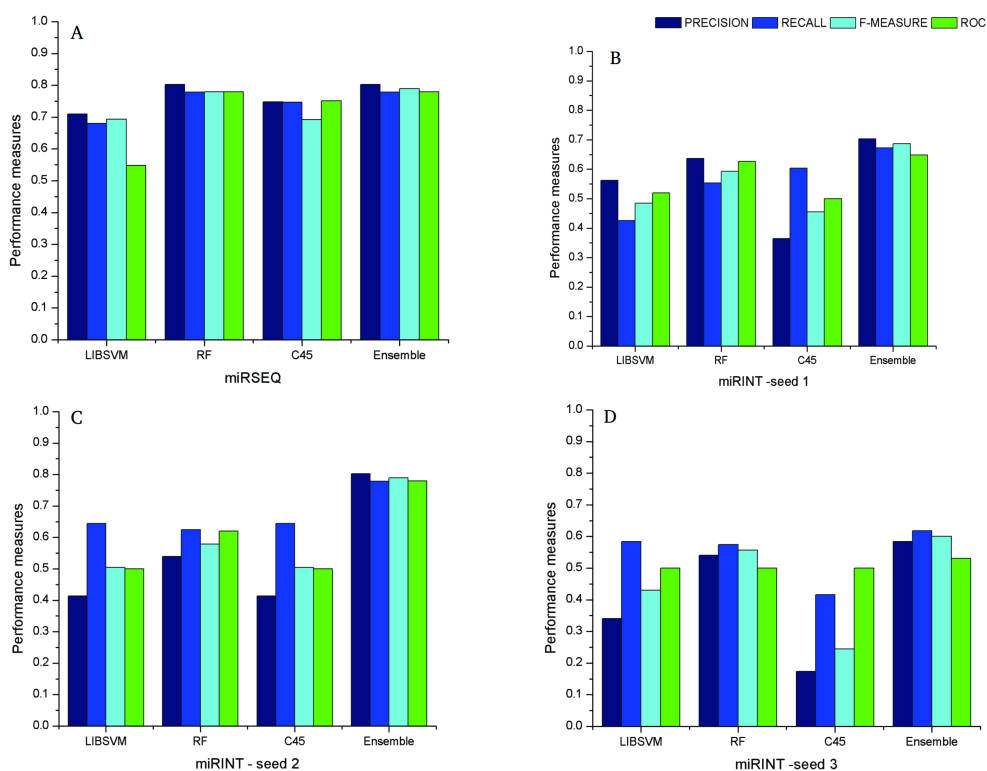 PRECISION RECALL F-MEASURE ROC
A
1.0
0.9
0.8
0.7
0.6
0.5
0.4
0.3
0.2
0.1
0.0
Performance measures
LIBSVM RF C45 Ensemble
miRSEQ
B
1.0
0.9
0.8
0.7
0.6
0.5
0.4
0.3
0.2
0.1
0.0
Performance measures
LIBSVM RF C45 Ensemble
miRINT -seed 1
C
1.0
0.9
0.8
0.7
0.6
0.5
0.4
0.3
0.2
0.1
0.0
Performance measures
LIBSVM RF C45 Ensemble
miRINT - seed 2
D
1.0
0.9
0.8
0.7
0.6
0.5
0.4
0.3
0.2
0.1
0.0
Performance measures
LIBSVM RF C45 Ensemble
miRINT -seed 3